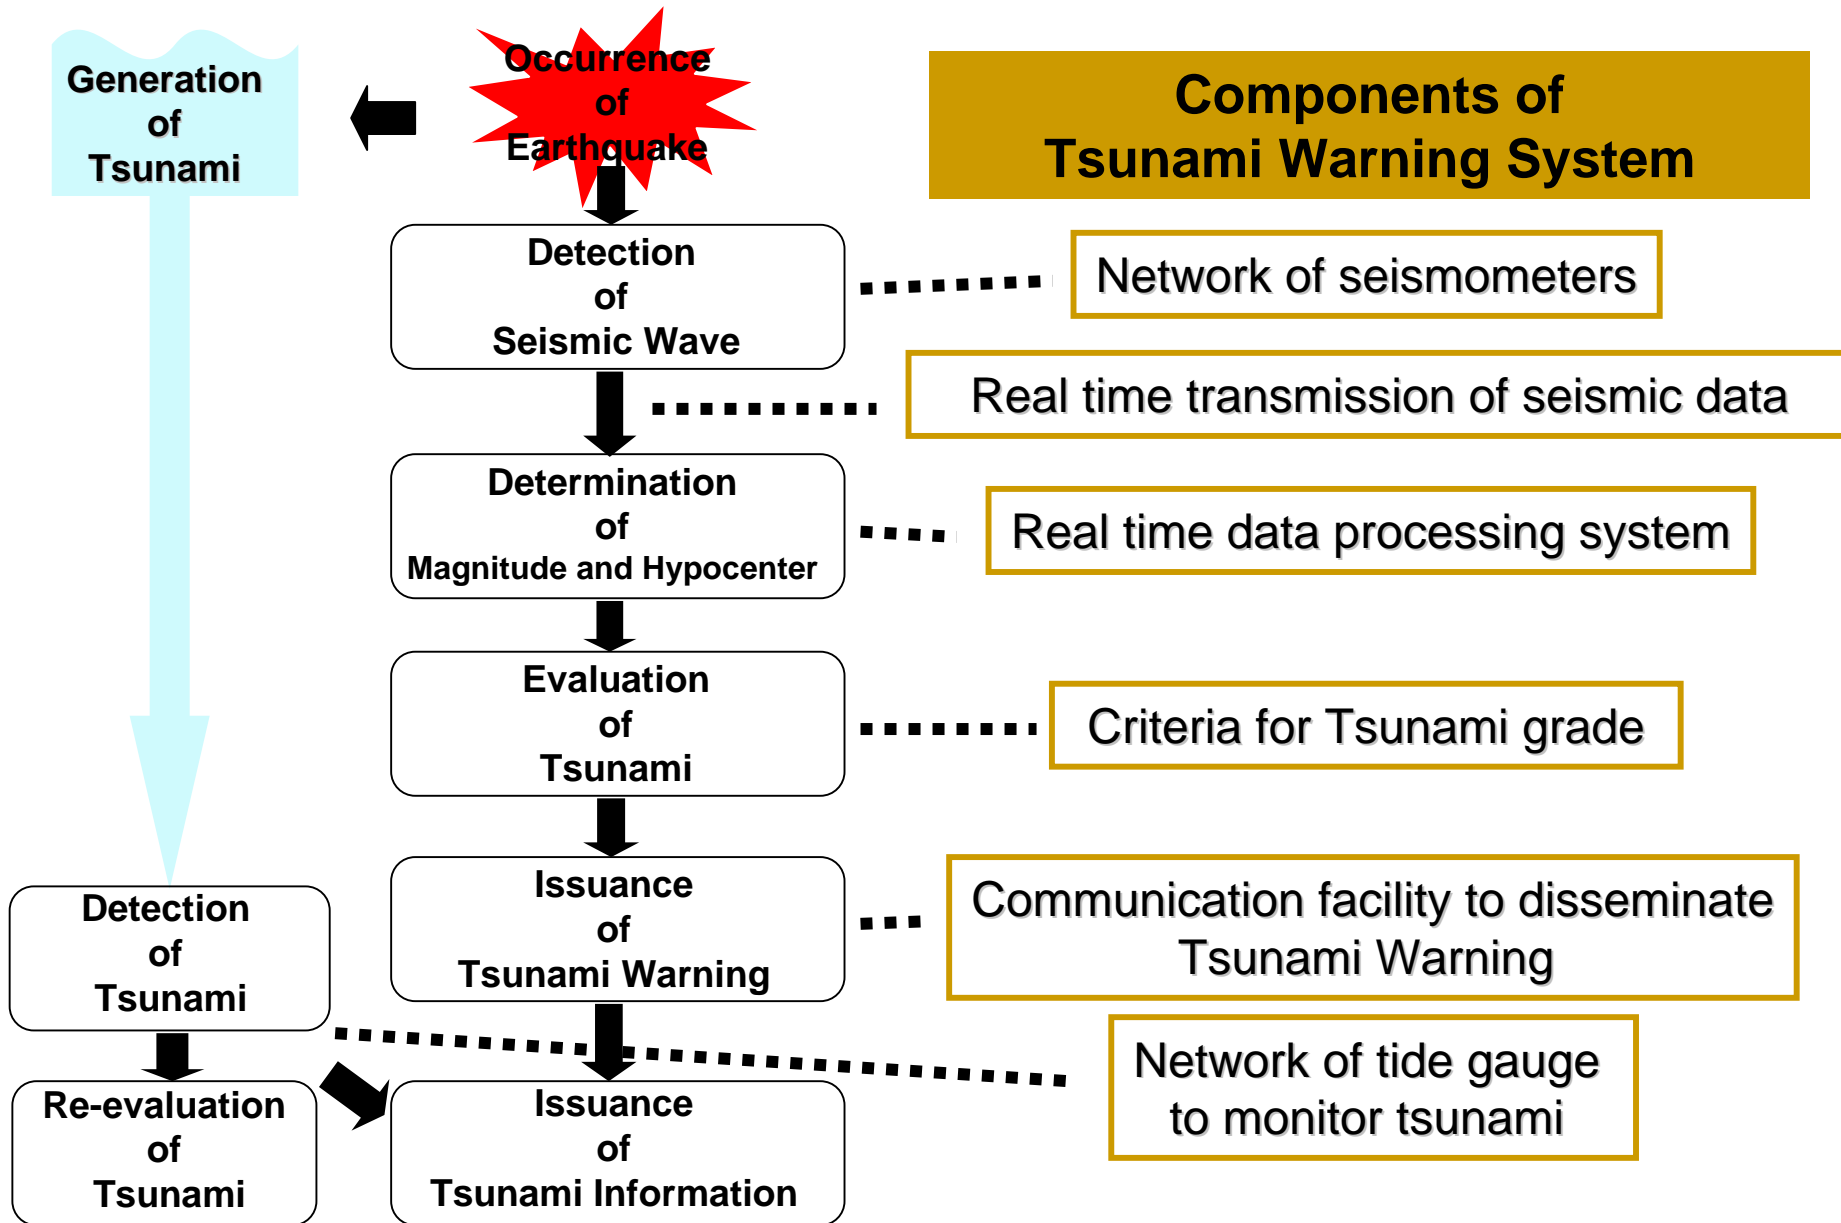 Generation
of
Tsunami
Occurrence
of
Earthquake
Components of
Tsunami Warning System
Detection
of
Seismic Wave
Network of seismometers
Real time transmission of seismic data
Determination
of
Magnitude and Hypocenter
Real time data processing system
Evaluation
of
Tsunami
Criteria for Tsunami grade
Issuance
of
Tsunami Warning
Communication facility to disseminate
Tsunami Warning
Detection
of
Tsunami
Network of tide gauge
to monitor tsunami
Re-evaluation
of
Tsunami
Issuance
of
Tsunami Information